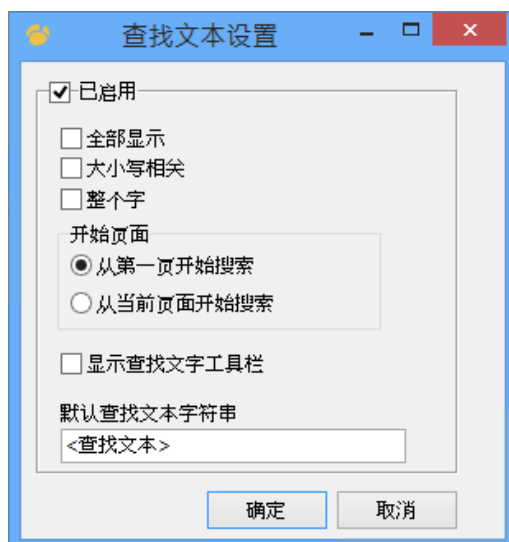 查找文本设置
已启用
全部显示
大小写相关
整个字
开始页面
从第一页开始搜索
从当前页面开始搜索
显示查找文字工具栏
默认查找文本字符串
<查找文本>
确定 取消